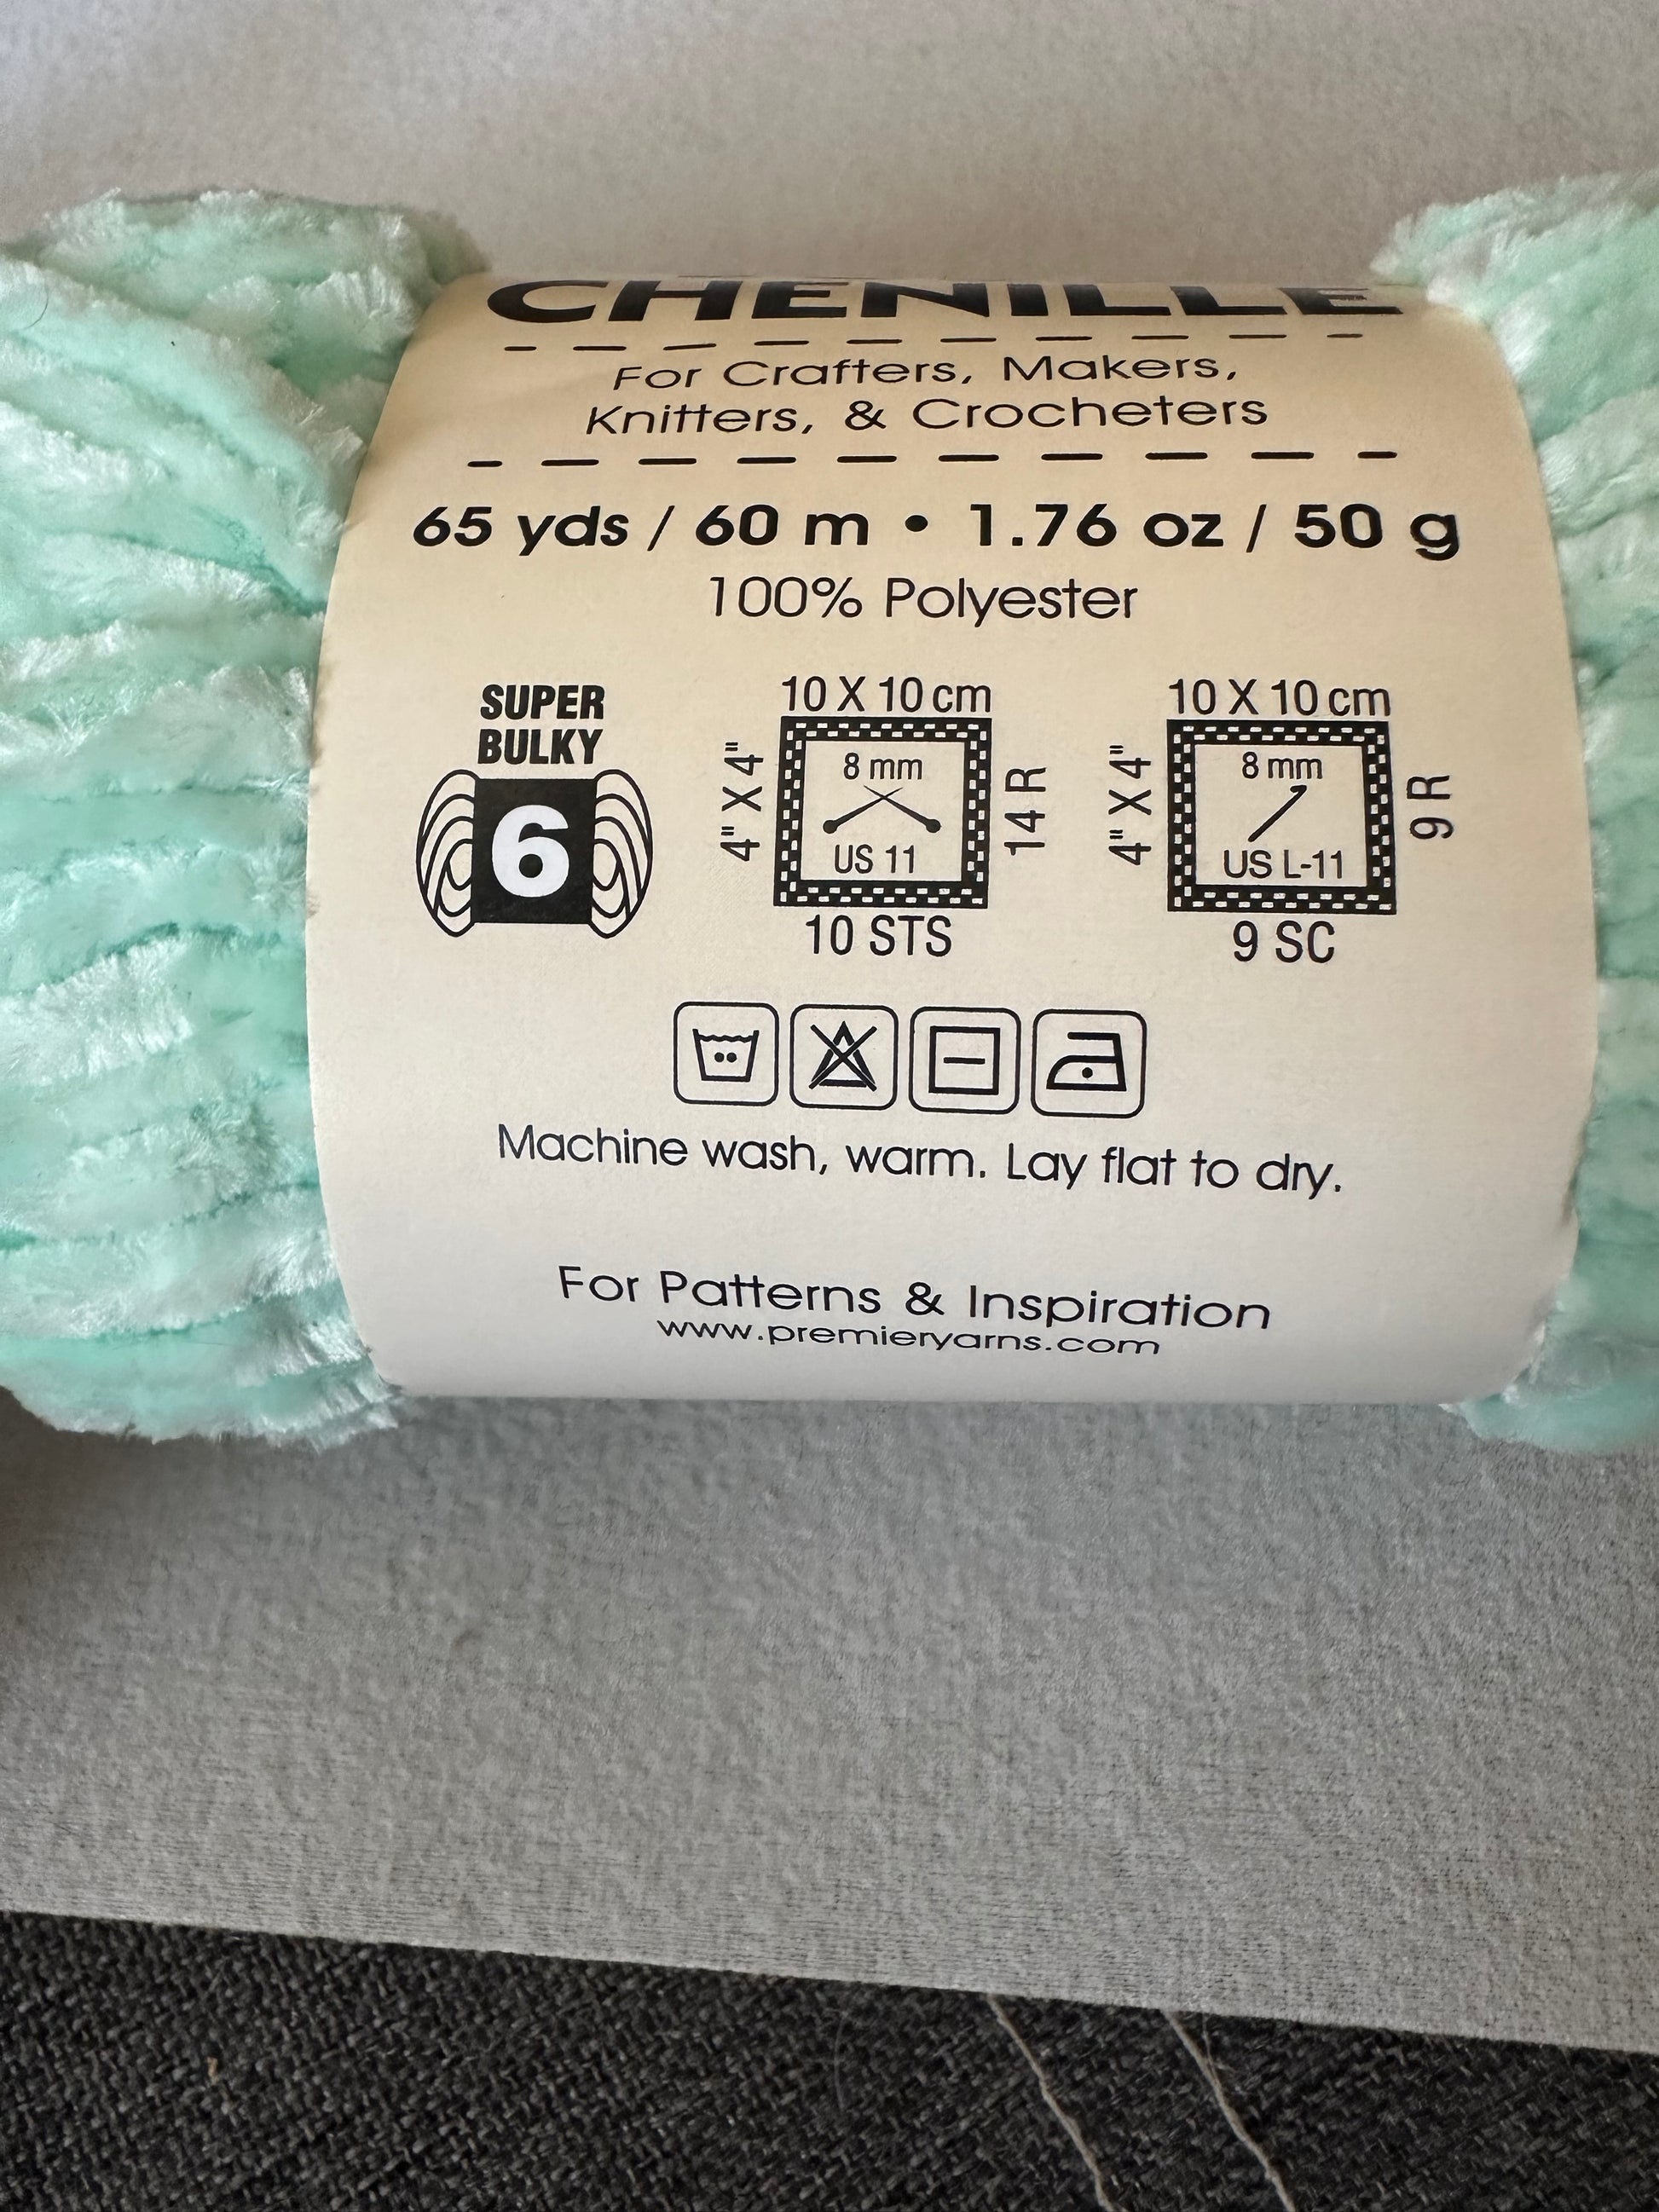 CHENILLE
For Crafters, Makers,
Knitters, & Crocheters
65 yds / 60 m • 1.76 oz / 50 g
100% Polyester
SUPER
BULKY
6
10 X 10 cm
4" X 4"
8 mm
US 11
14 R
10 STS
10 X 10 cm
4" X 4"
8 mm
US L-11
9 R
9 SC
Machine wash, warm. Lay flat to dry.
For Patterns & Inspiration
www.premieryarns.com